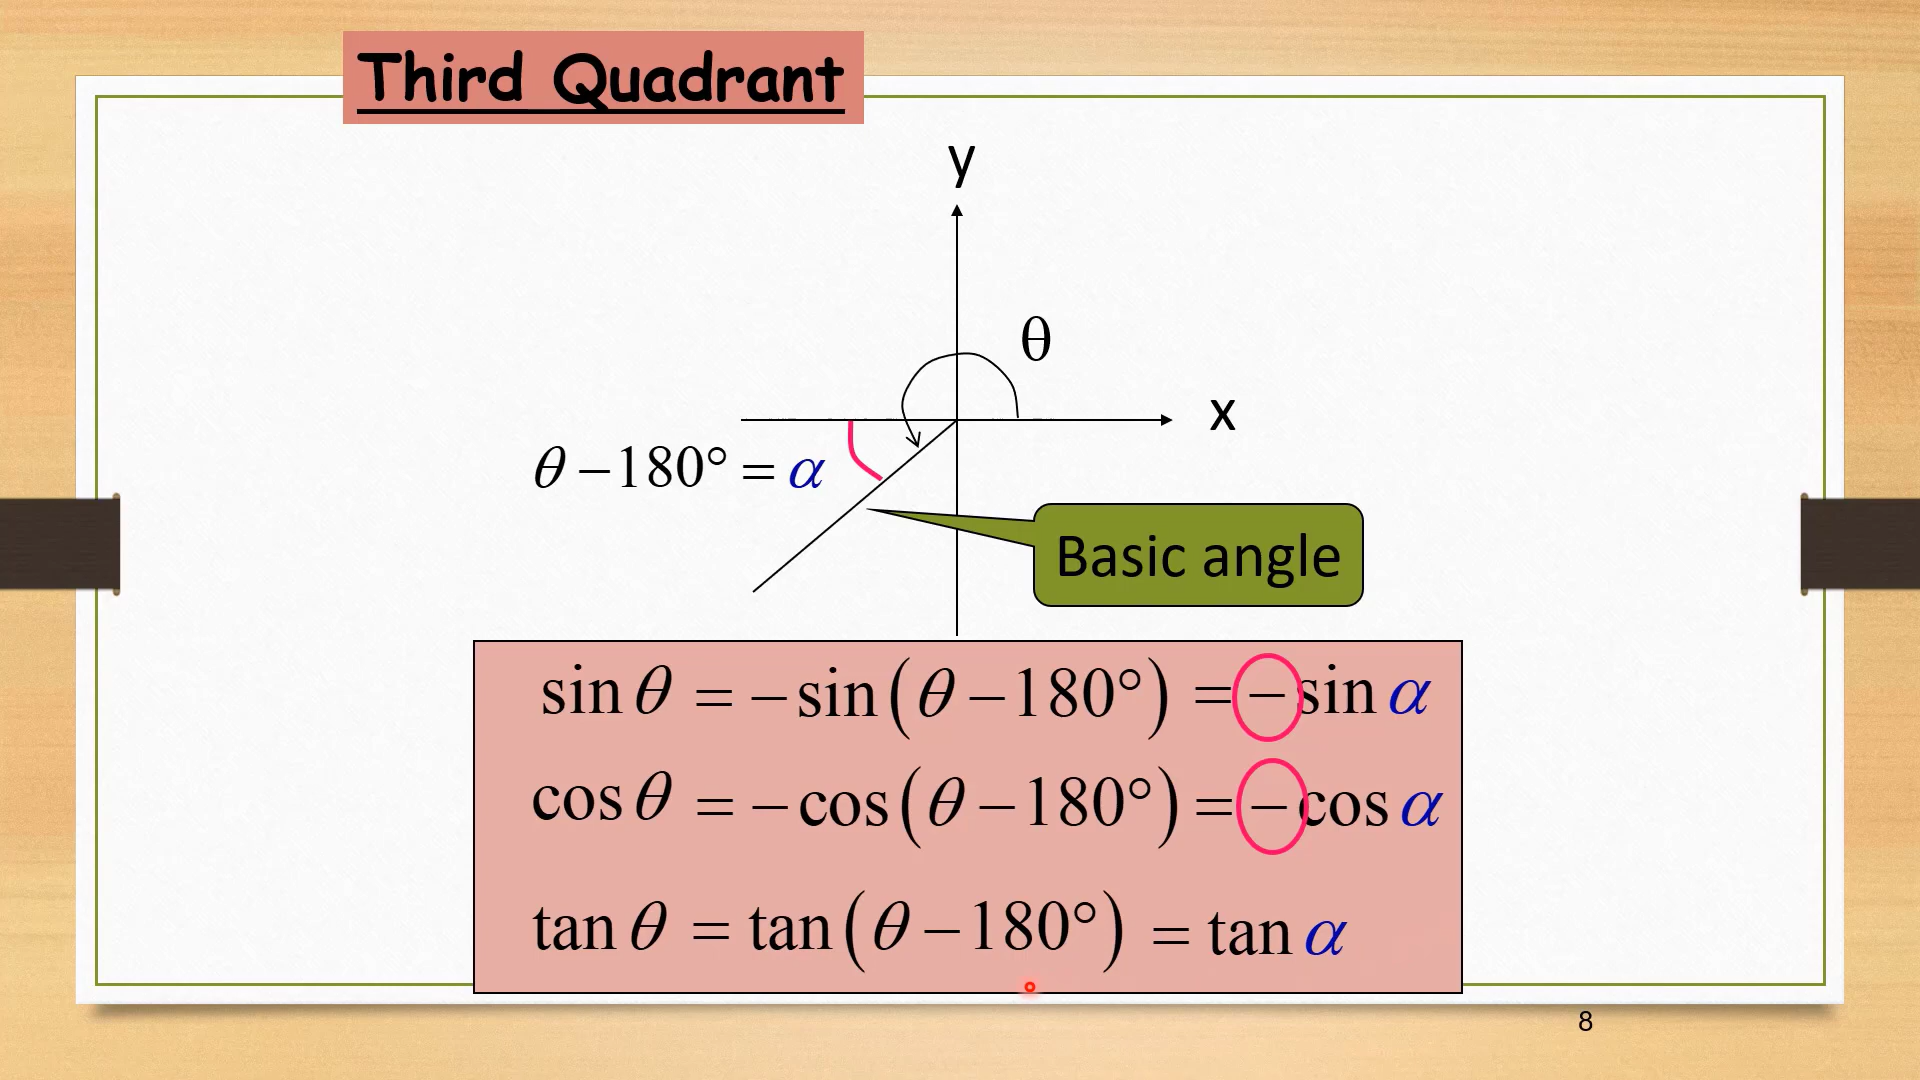 Third Quadrant
y
θ
x
θ − 180° = α
Basic angle
sin θ = − sin(θ − 180°) = − sin α
cos θ = − cos(θ − 180°) = − cos α
tan θ = tan(θ − 180°) = tan α
8